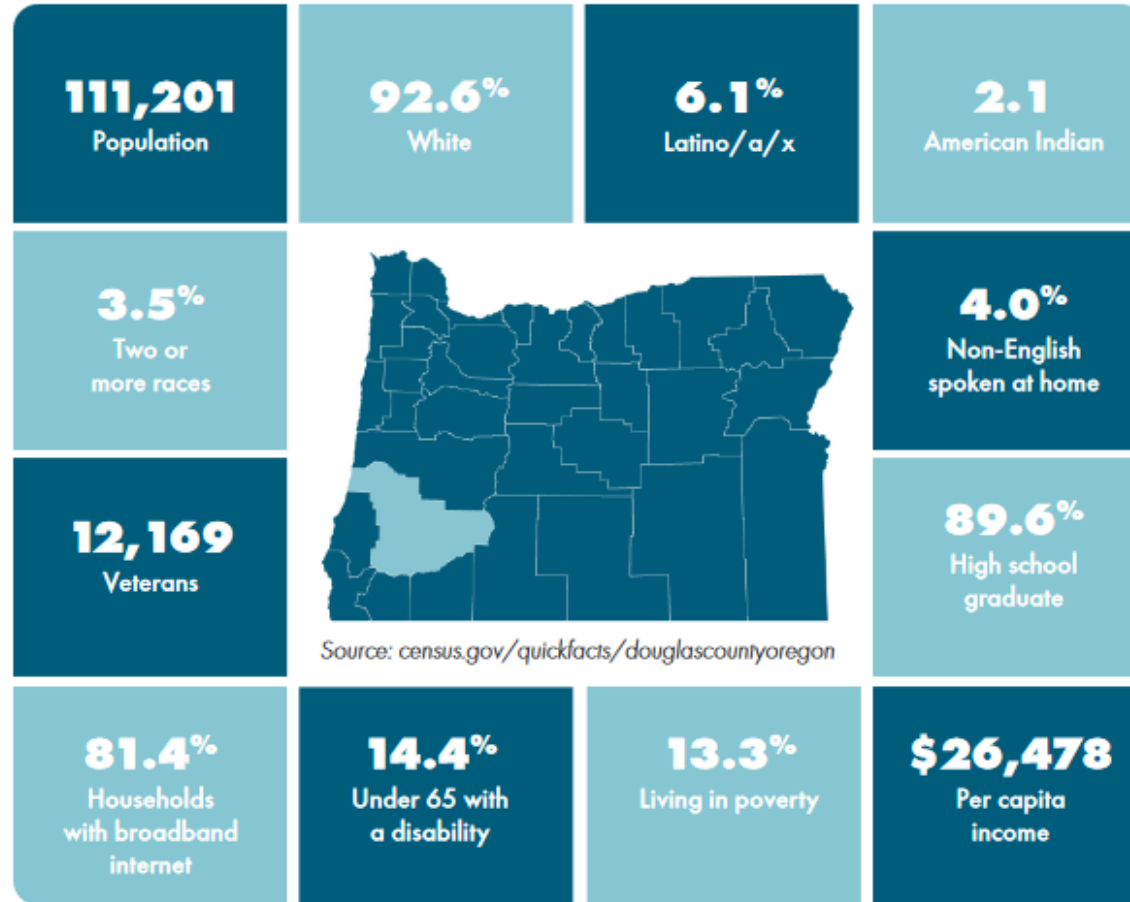 111,201
Population
92.6%
White
6.1%
Latino/a/x
2.1
American Indian
3.5%
Two or
more races
4.0%
Non-English
spoken at home
12,169
Veterans
89.6%
High school
graduate
Source: census.gov/quickfacts/douglascountyoregon
81.4%
Households
with broadband
internet
14.4%
Under 65 with
a disability
13.3%
Living in poverty
$26,478
Per capita
income